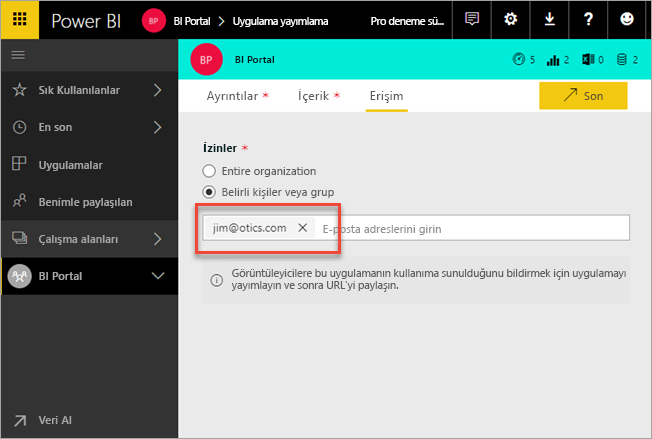 Power BI BP BI Portal > Uygulama yayımlama Pro deneme sü... ?
BP BI Portal 5 2 0 2
Sık Kullanılanlar
En son
Uygulamalar
Benimle paylaşılan
Çalışma alanları
BI Portal
Veri Al
Ayrıntılar * İçerik * Erişim Son
İzinler *
Entire organization
Belirli kişiler veya grup
jim@otics.com E-posta adreslerini girin
Görüntüleyicilere bu uygulamanın kullanıma sunulduğunu bildirmek için uygulamayı
yayımlayın ve sonra URL'yi paylaşın.